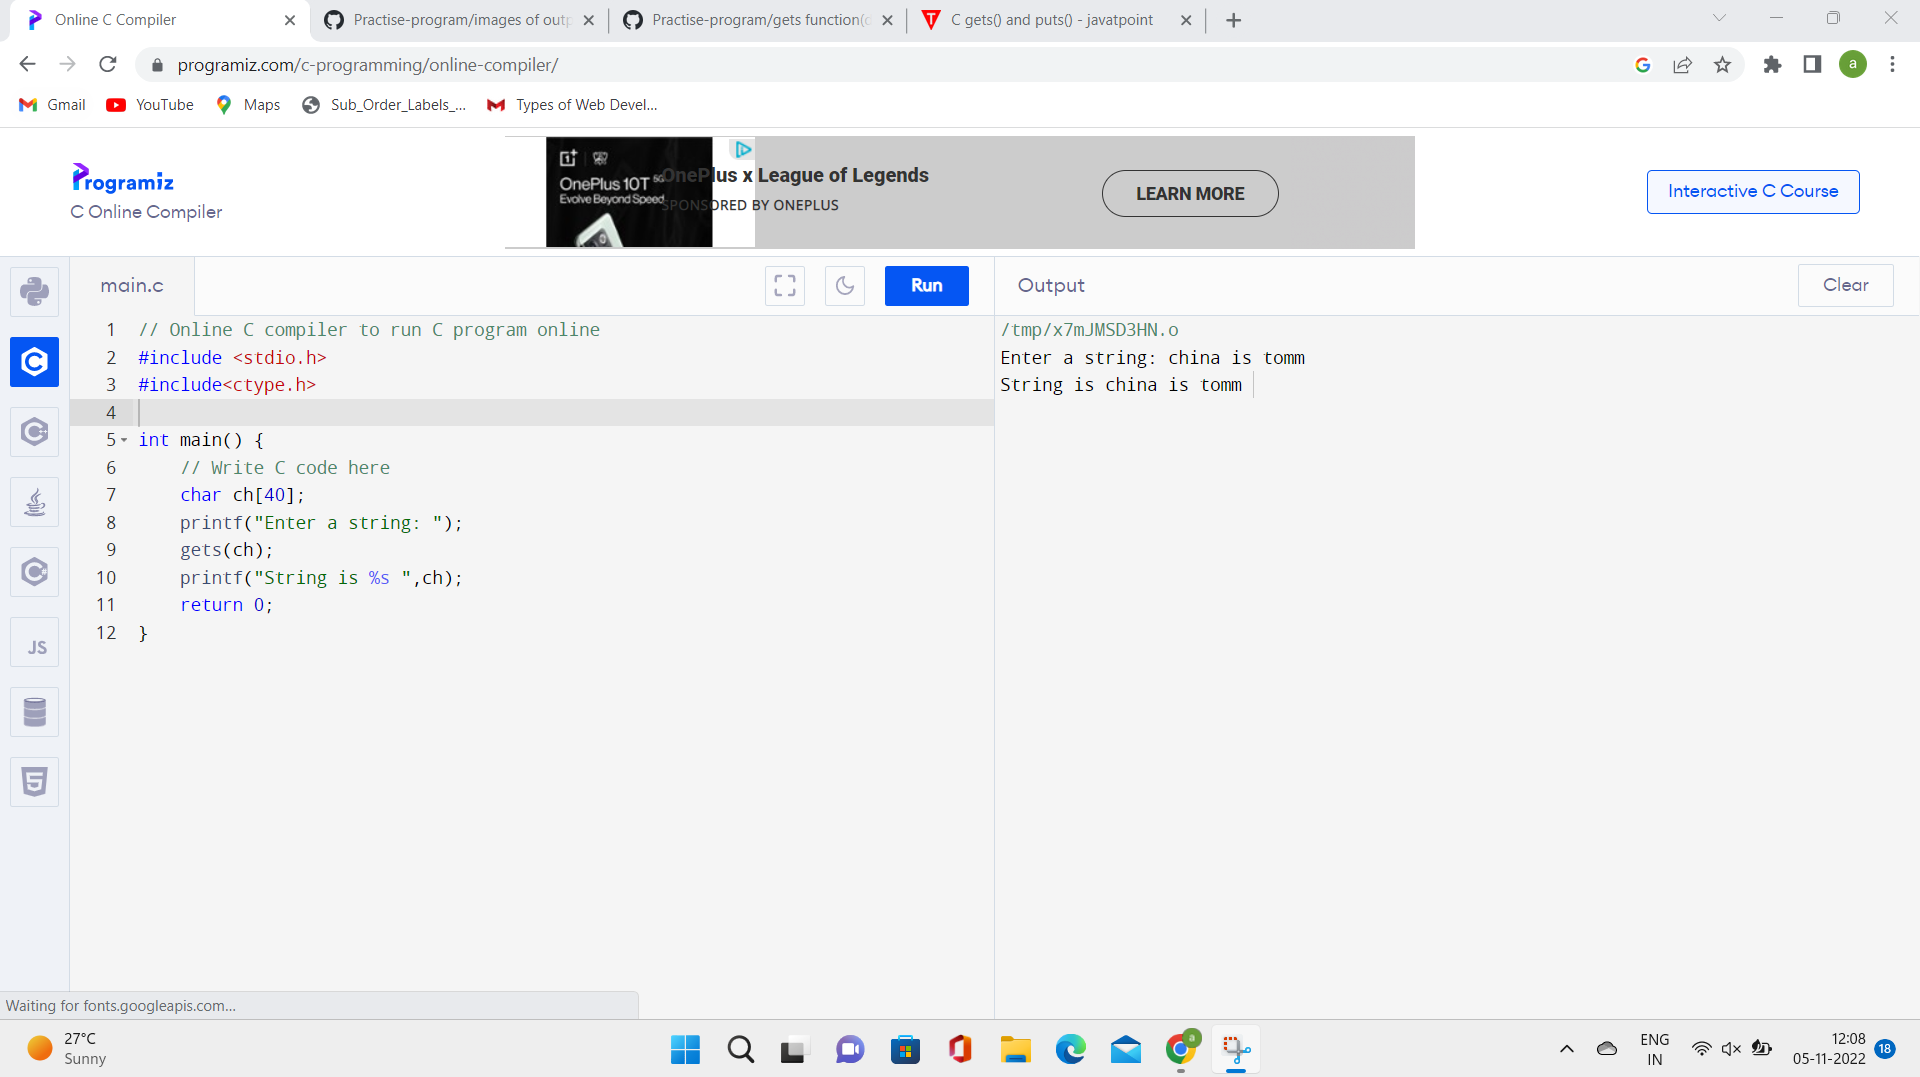 Online C Compiler
Practise-program/images of outp
Practise-program/gets function(d
C gets() and puts() - javatpoint
programiz.com/c-programming/online-compiler/
a
Gmail
YouTube
Maps
Sub_Order_Labels_...
Types of Web Devel...
Programiz
C Online Compiler
OnePlus 10T 5G
Evolve Beyond Speed
OnePlus x League of Legends
SPONSORED BY ONEPLUS
LEARN MORE
Interactive C Course
main.c
Run
Output
Clear
1 // Online C compiler to run C program online
2 #include <stdio.h>
3 #include<ctype.h>
4
5 int main() {
6 // Write C code here
7 char ch[40];
8 printf("Enter a string: ");
9 gets(ch);
10 printf("String is %s ",ch);
11 return 0;
12 }
/tmp/x7mJMSD3HN.o
Enter a string: china is tomm
String is china is tomm
JS
Waiting for fonts.googleapis.com...
27°C
Sunny
a
ENG
IN
12:08
05-11-2022
18